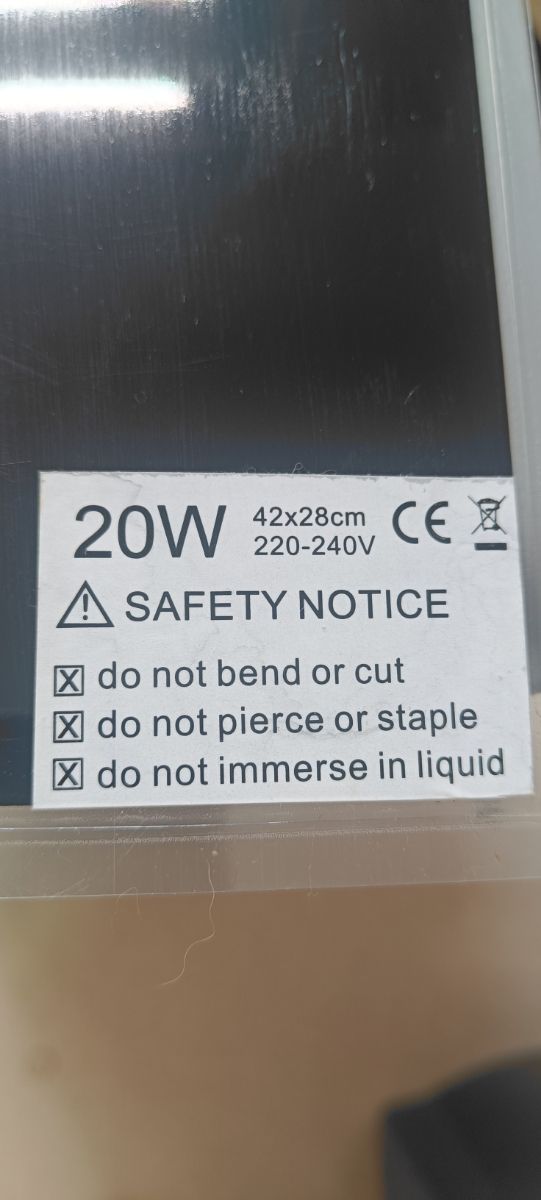 20W 42x28cm CE
220-240V
SAFETY NOTICE
do not bend or cut
do not pierce or staple
do not immerse in liquid